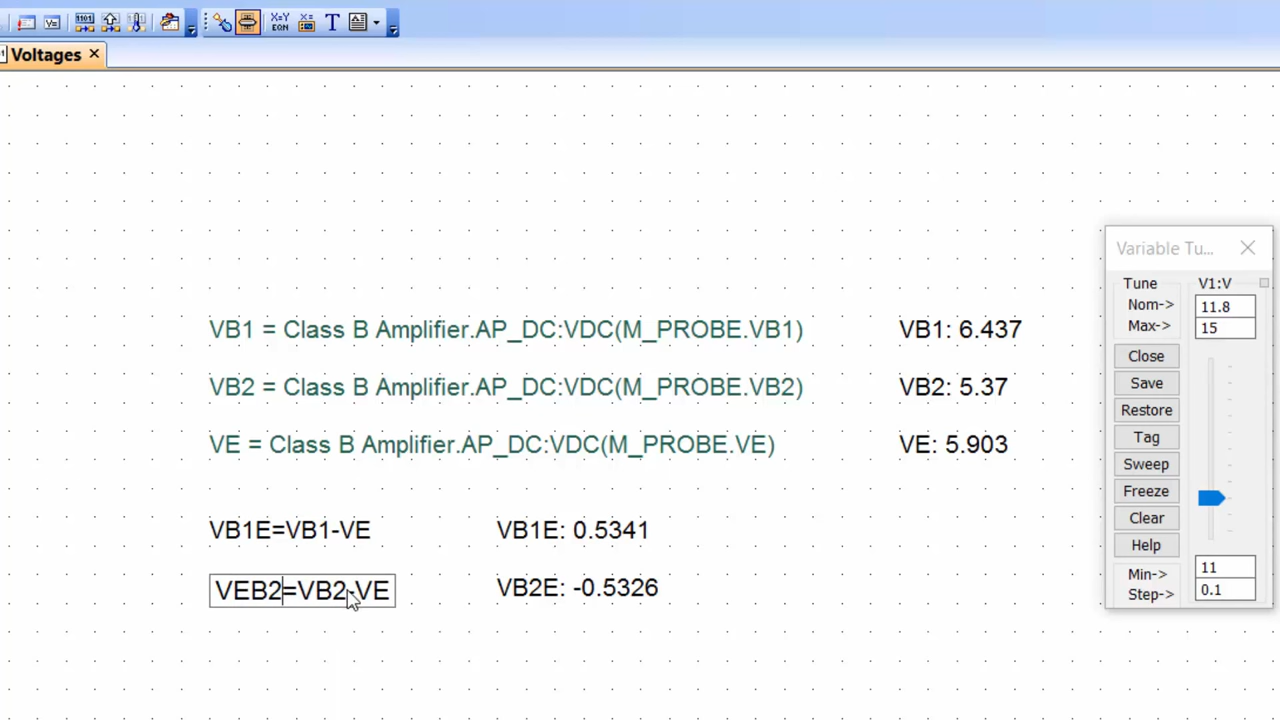 1101 X=Y EQN X= T
V=
Voltages
Variable Tu...
Tune V1:V
Nom-> 11.8
Max-> 15
VB1 = Class B Amplifier.AP_DC:VDC(M_PROBE.VB1) VB1: 6.437
Close
VB2 = Class B Amplifier.AP_DC:VDC(M_PROBE.VB2) VB2: 5.37
Save
Restore
VE = Class B Amplifier.AP_DC:VDC(M_PROBE.VE) VE: 5.903
Tag
Sweep
Freeze
Clear
VB1E=VB1-VE VB1E: 0.5341
Help
Min-> 11
Step-> 0.1
VEB2=VB2-VE VB2E: -0.5326